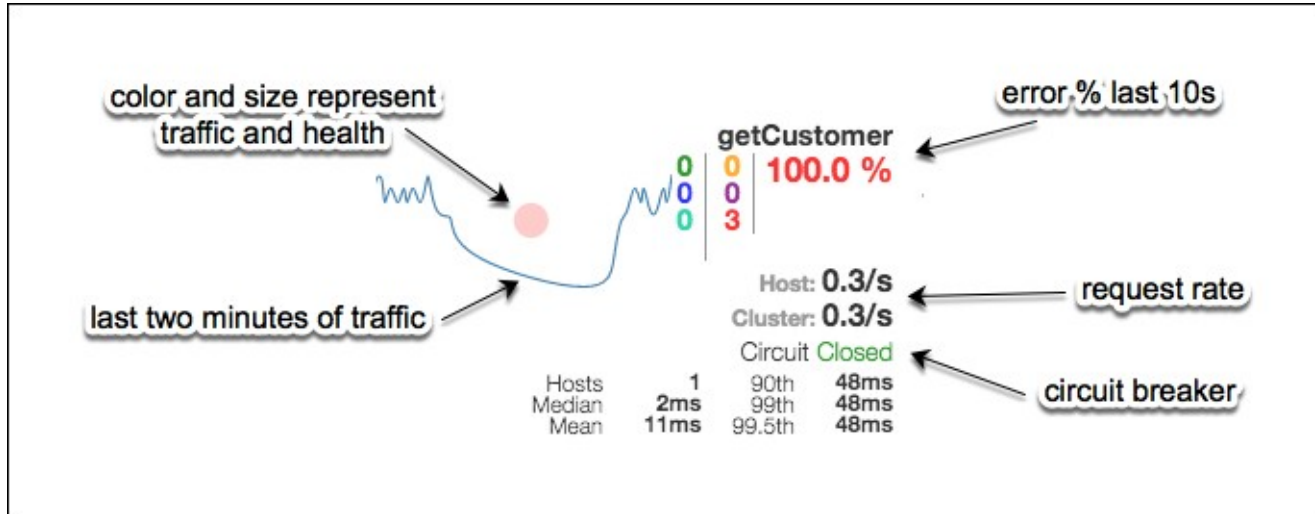 color and size represent
traffic and health
error % last 10s
getCustomer
0 0 100.0 %
0 0
0 3
last two minutes of traffic
Host: 0.3/s
request rate
Cluster: 0.3/s
Circuit Closed
circuit breaker
Hosts 1 90th 48ms
Median 2ms 99th 48ms
Mean 11ms 99.5th 48ms